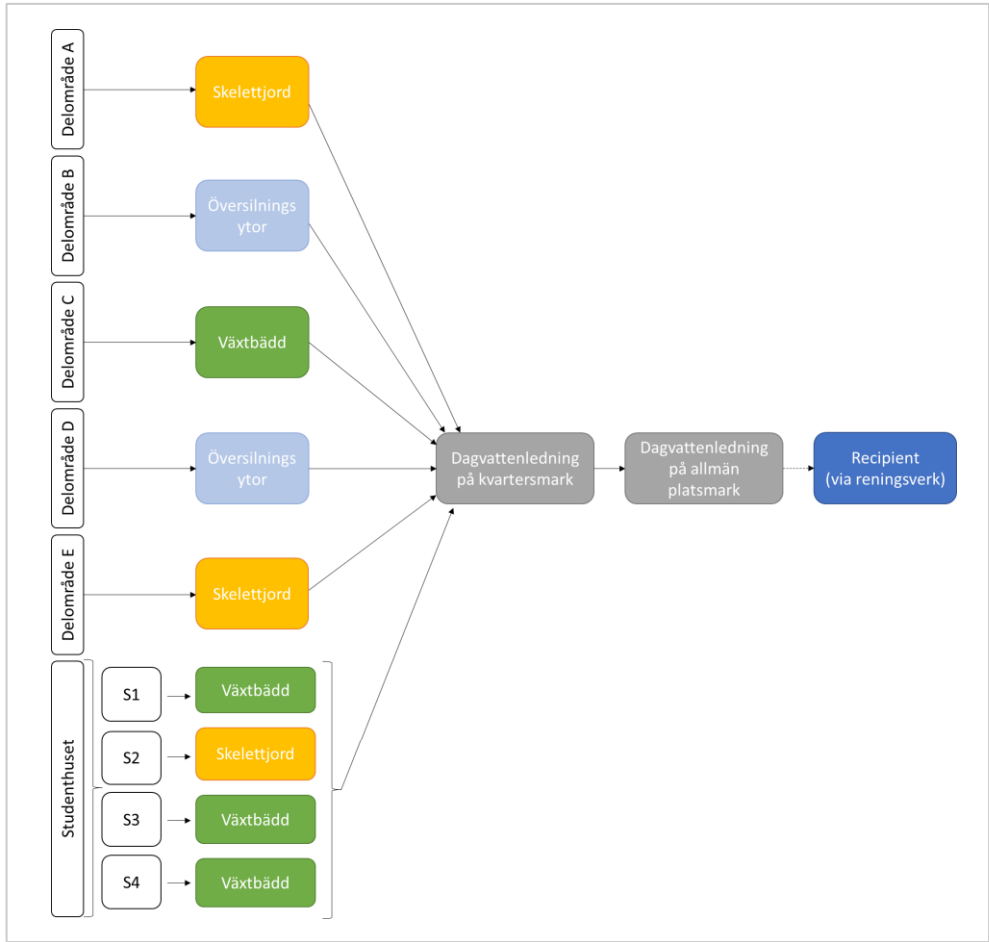 Delområde A
Skelettjord
Delområde B
Översilnings
ytor
Delområde C
Växtbädd
Delområde D
Översilnings
ytor
Dagvattenledning
på kvartersmark
Dagvattenledning
på allmän
platsmark
Recipient
(via reningsverk)
Delområde E
Skelettjord
Studenthuset
S1
Växtbädd
S2
Skelettjord
S3
Växtbädd
S4
Växtbädd